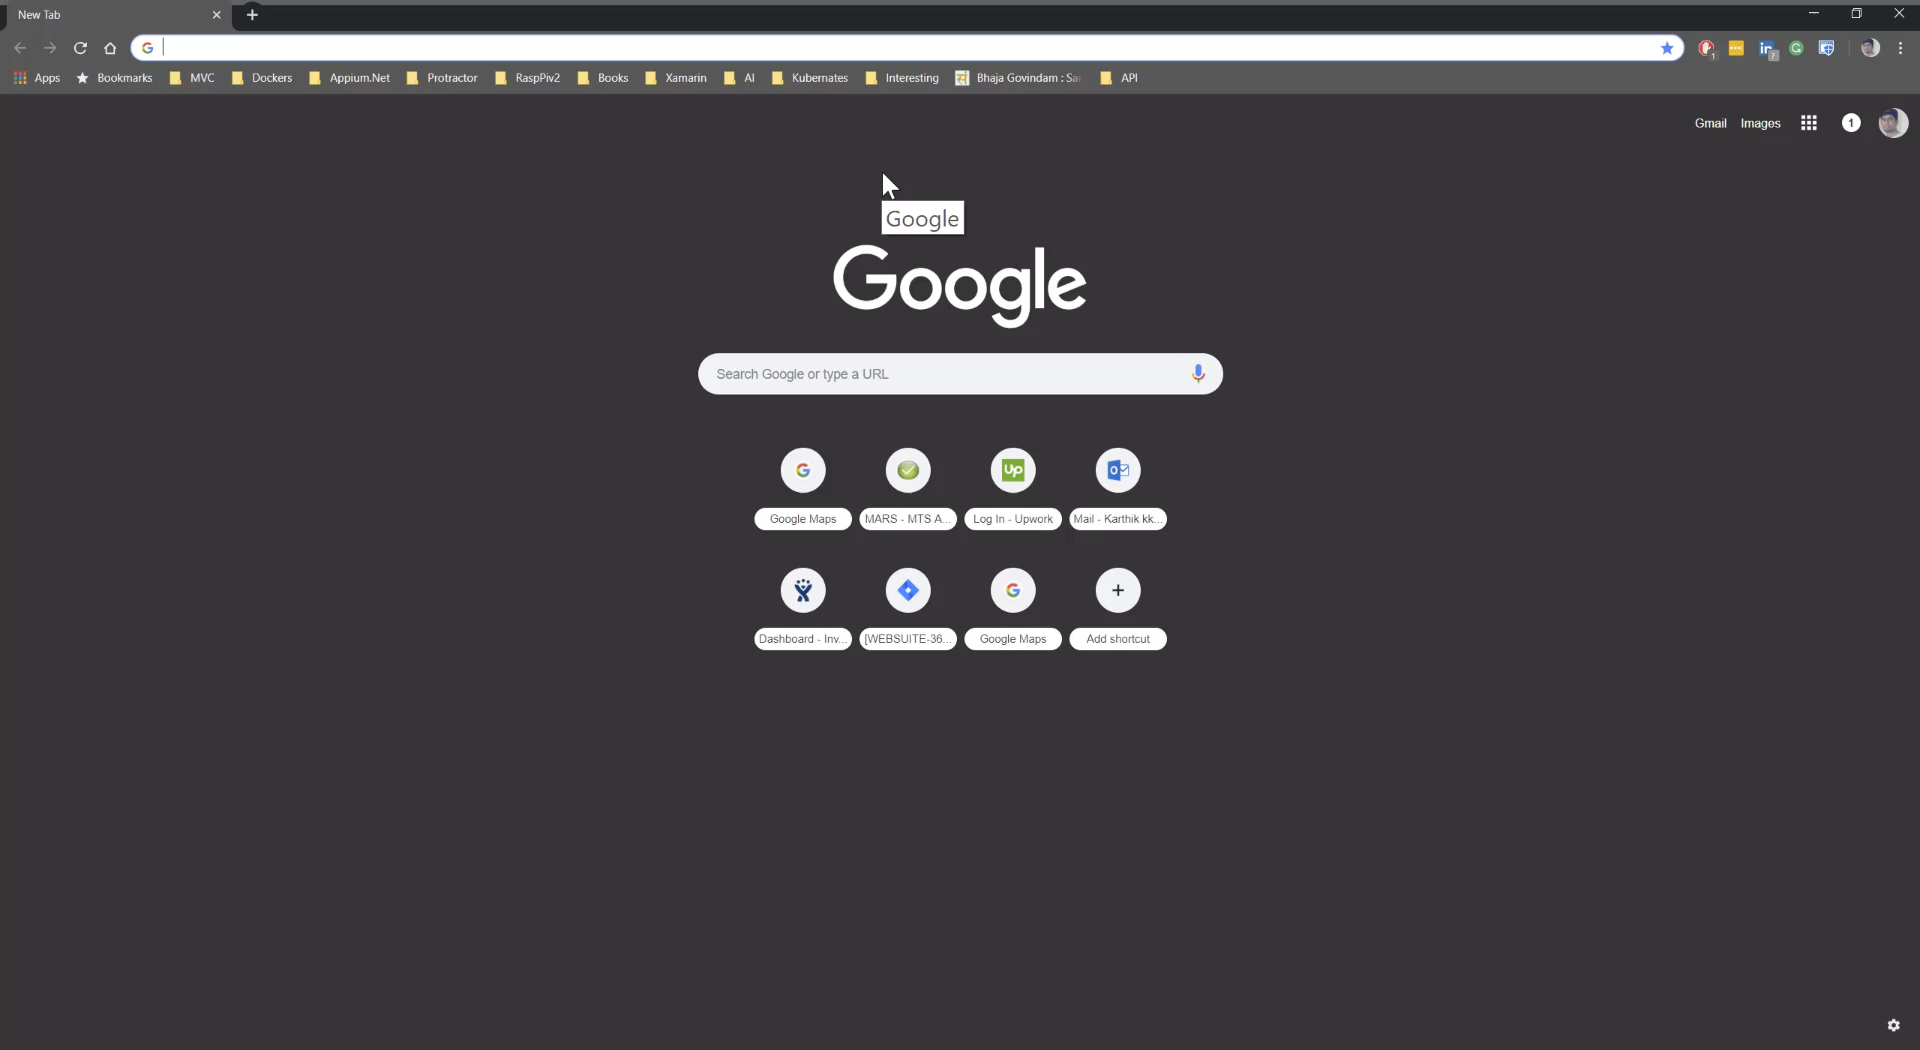 New Tab
Apps Bookmarks MVC Dockers Appium.Net Protractor RaspPiv2 Books Xamarin AI Kubernates Interesting Bhaja Govindam : Sa API
Gmail Images 1
Google
Google
Search Google or type a URL
Up
Google Maps MARS - MTS A... Log In - Upwork Mail - Karthik kk...
Dashboard - Inv... [WEBSUITE-36... Google Maps Add shortcut